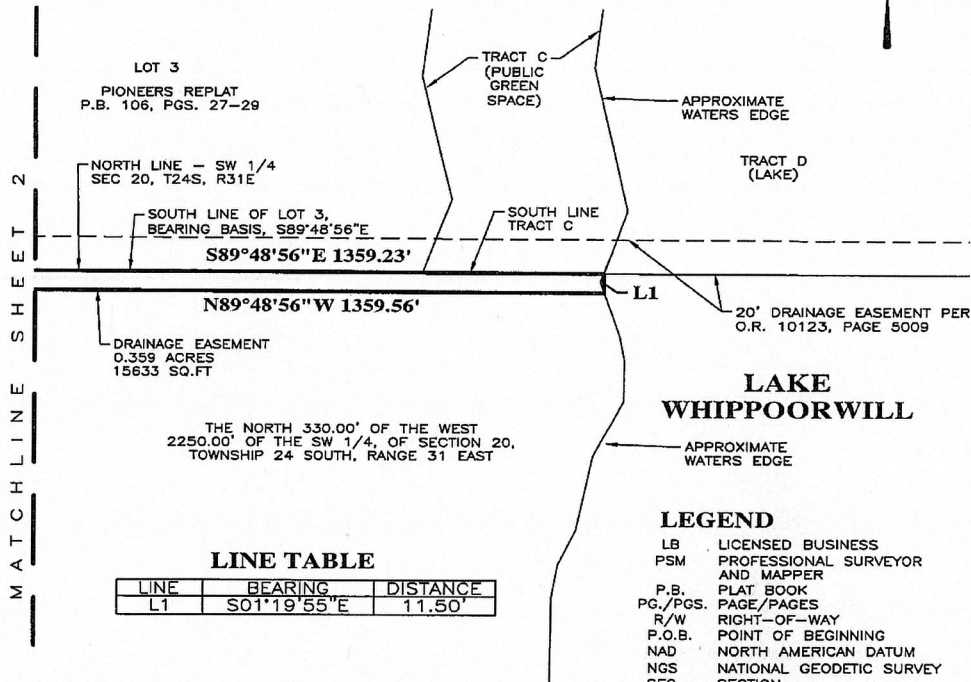 LOT 3
PIONEERS REPLAT
P.B. 106, PGS. 27-29
TRACT C
(PUBLIC
GREEN
SPACE)
APPROXIMATE
WATERS EDGE
TRACT D
(LAKE)
NORTH LINE - SW 1/4
SEC 20, T24S, R31E
SOUTH LINE OF LOT 3,
BEARING BASIS, S89°48'56"E
SOUTH LINE
TRACT C
S89°48'56"E 1359.23'
N89°48'56"W 1359.56'
L1
20' DRAINAGE EASEMENT PER
O.R. 10123, PAGE 5009
DRAINAGE EASEMENT
0.359 ACRES
15633 SQ.FT
MATCHLINE SHEET 2
LAKE
WHIPPOORWILL
THE NORTH 330.00' OF THE WEST
2250.00' OF THE SW 1/4, OF SECTION 20,
TOWNSHIP 24 SOUTH, RANGE 31 EAST
APPROXIMATE
WATERS EDGE
LINE TABLE
LINE BEARING DISTANCE
L1 S01°19'55"E 11.50'
LEGEND
LB LICENSED BUSINESS
PSM PROFESSIONAL SURVEYOR
AND MAPPER
P.B. PLAT BOOK
PG./PGS. PAGE/PAGES
R/W RIGHT-OF-WAY
P.O.B. POINT OF BEGINNING
NAD NORTH AMERICAN DATUM
NGS NATIONAL GEODETIC SURVEY